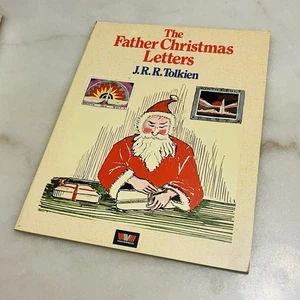 The
Father Christmas
Letters
J.R.R.Tolkien